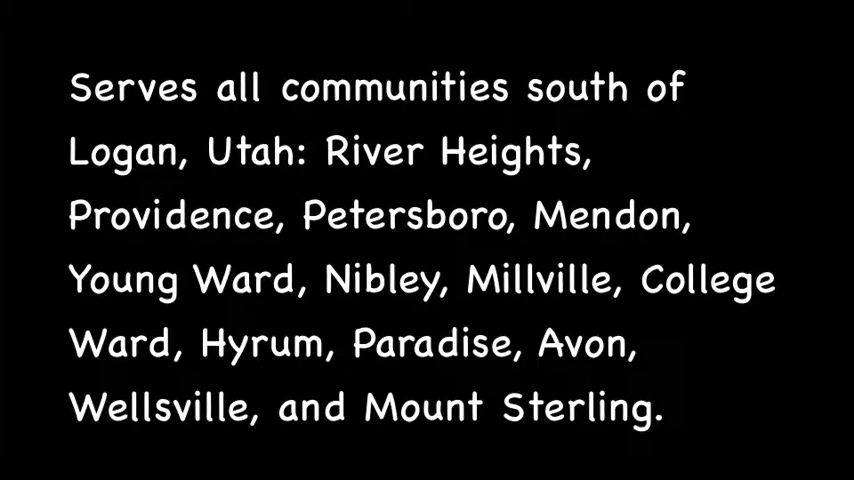 Serves all communities south of
Logan, Utah: River Heights,
Providence, Petersboro, Mendon,
Young Ward, Nibley, Millville, College
Ward, Hyrum, Paradise, Avon,
Wellsville, and Mount Sterling.